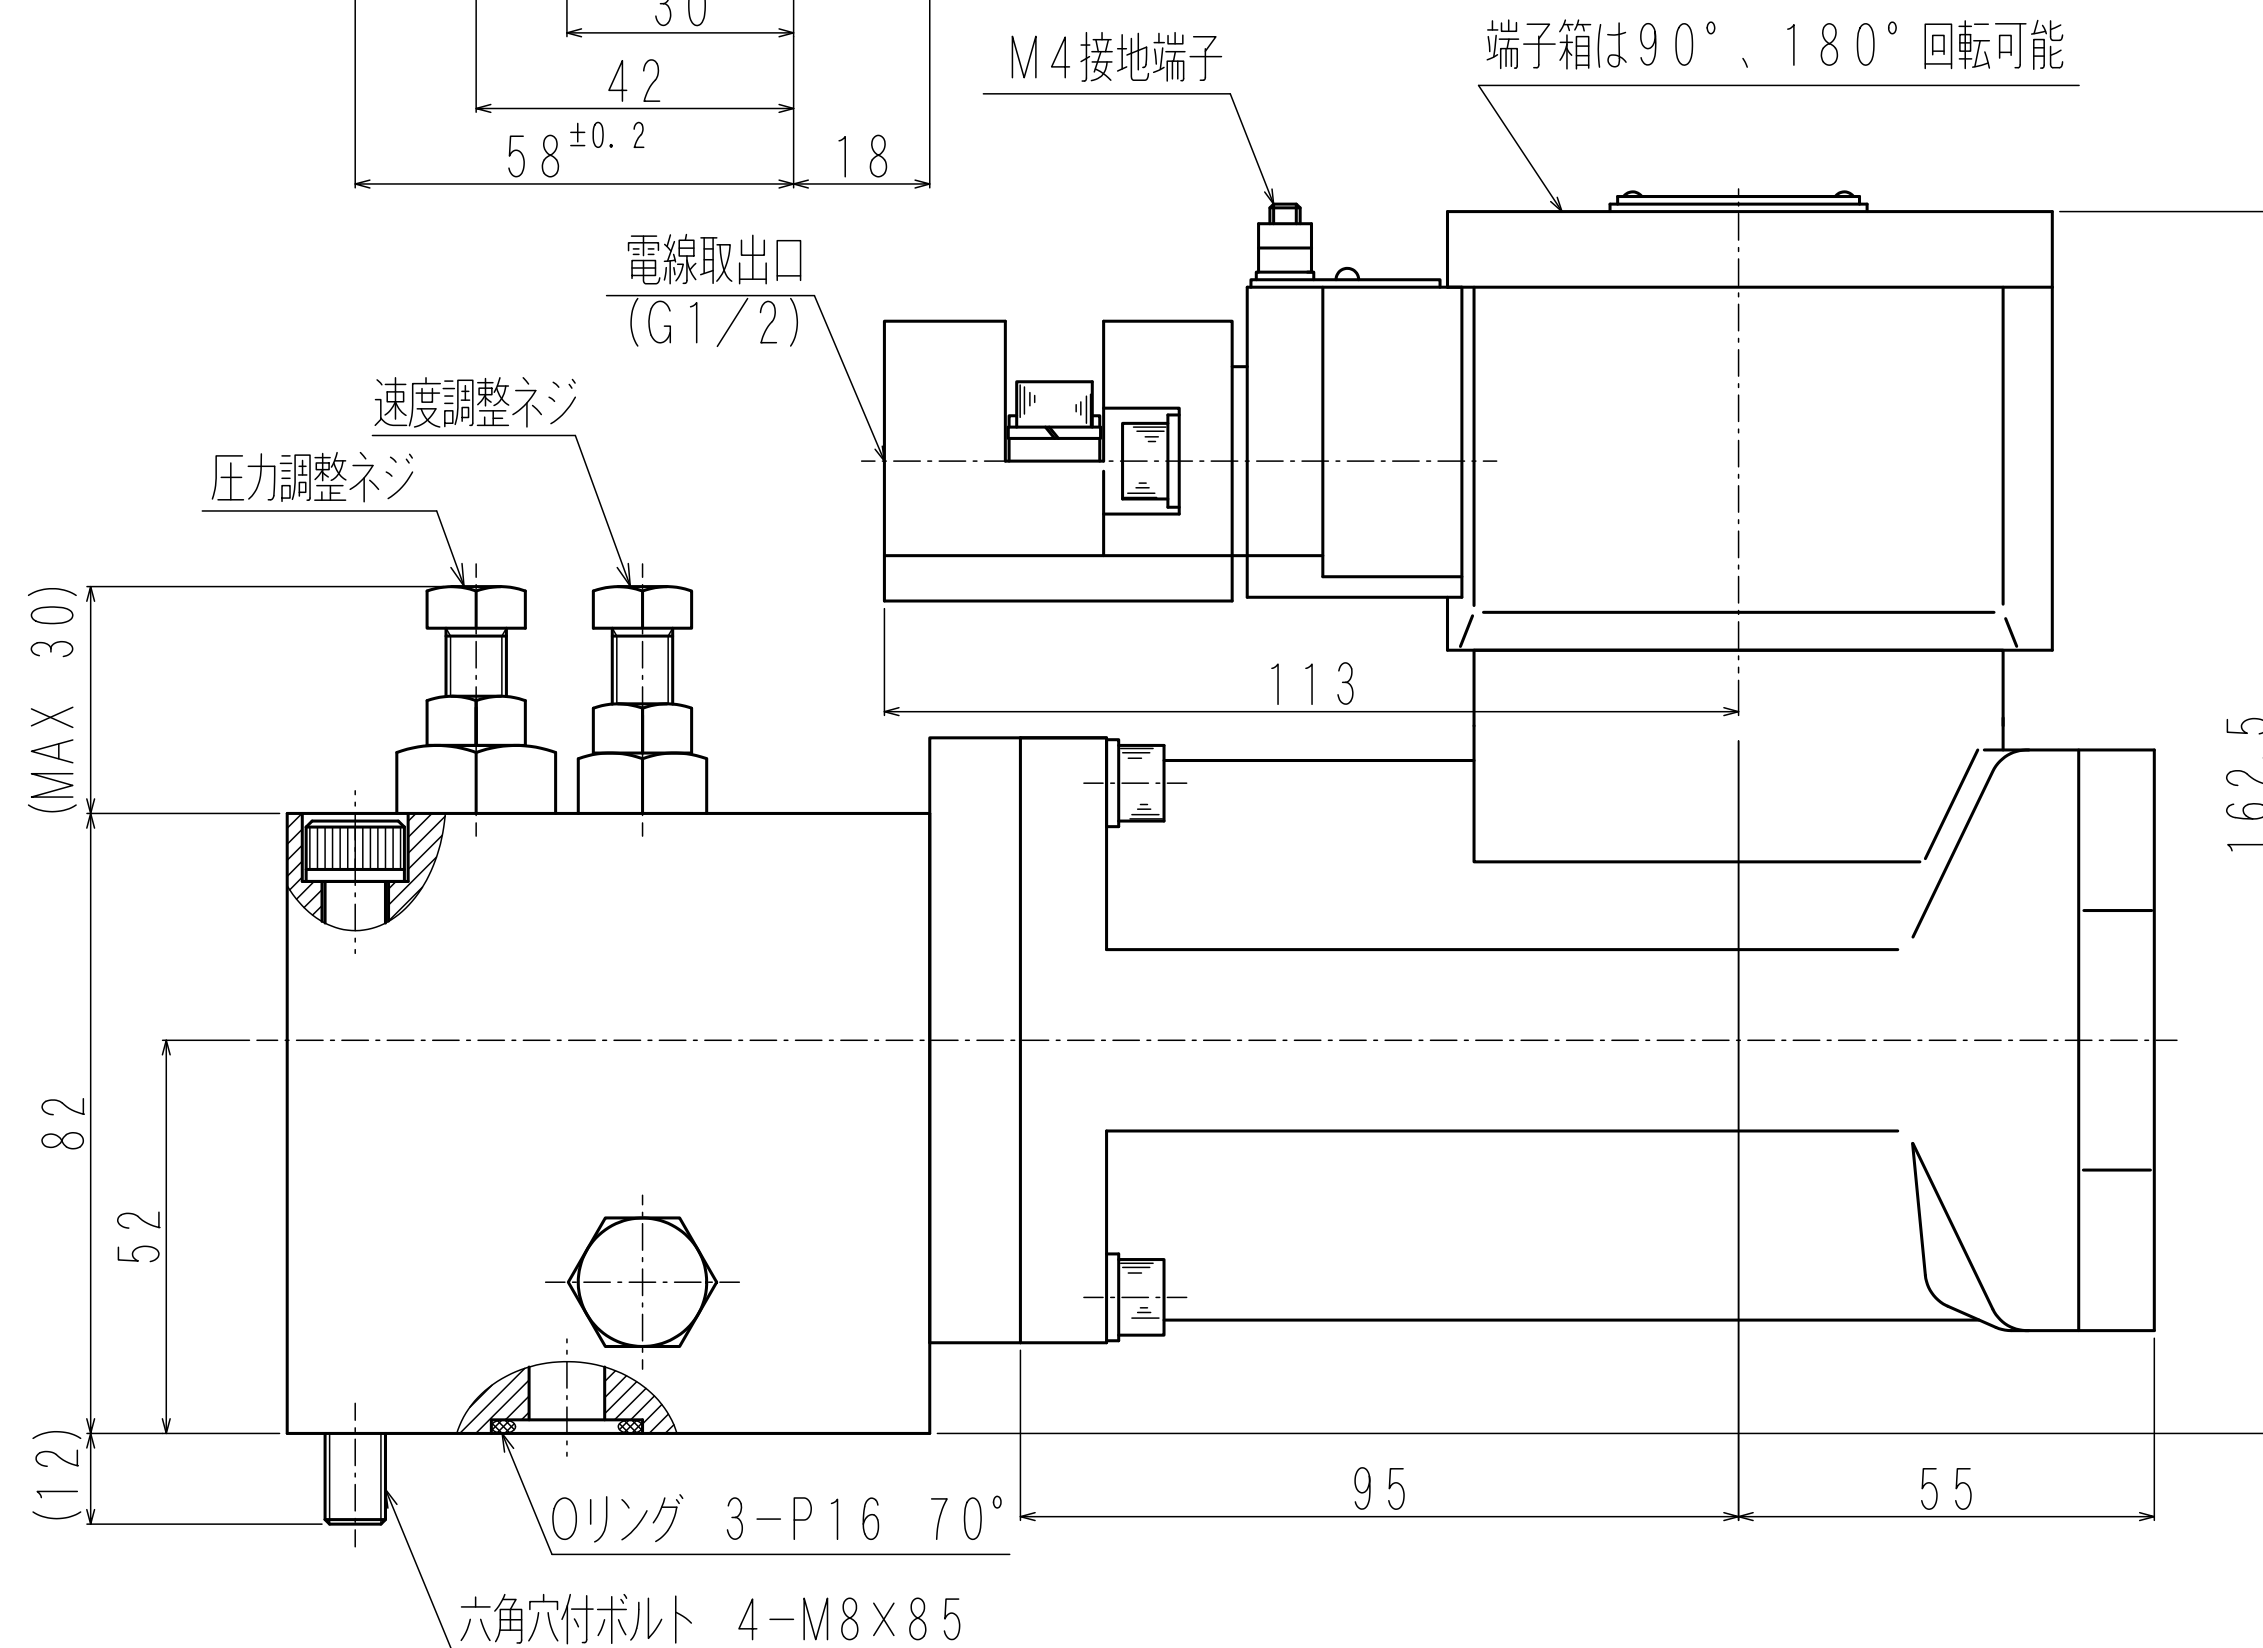 30
42
58±0.2
18
M4接地端子
端子箱は90°、180°回転可能
電線取出口
(G1/2)
速度調整ネジ
圧力調整ネジ
(MAX 30)
113
162.5
82
52
(12)
95
55
Oリング 3-P16 70°
六角穴付ボルト 4-M8×85